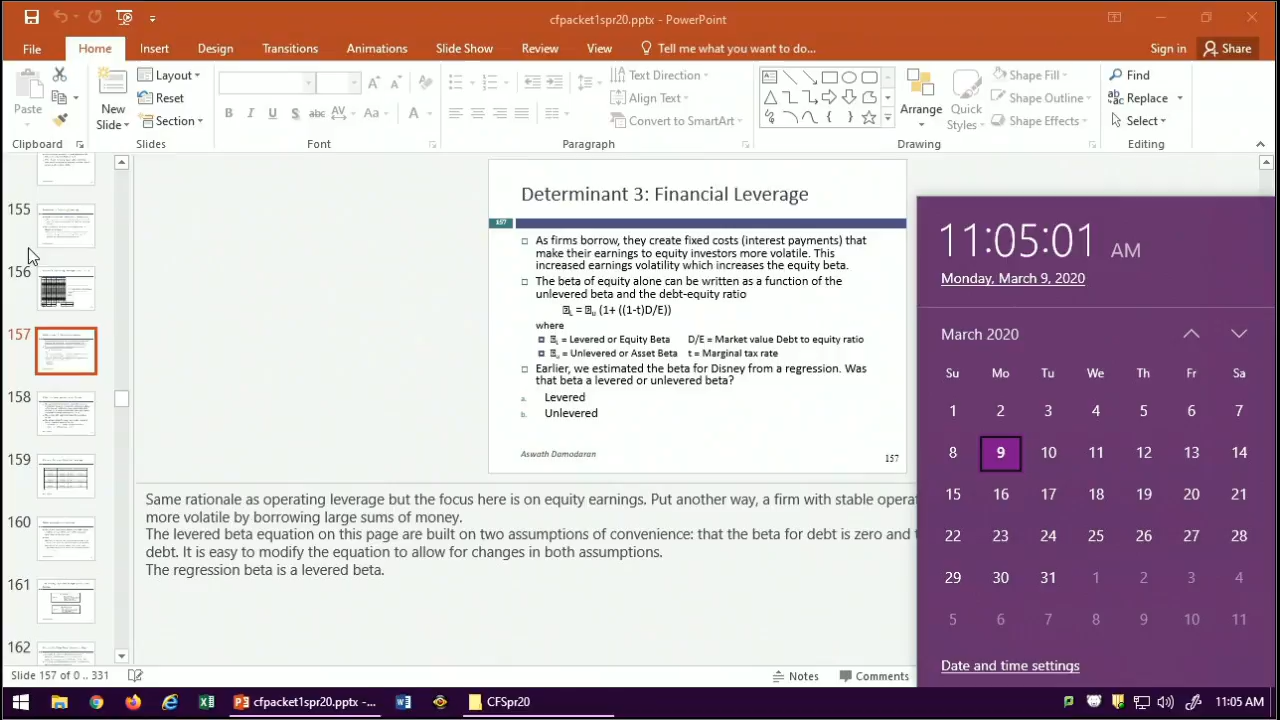 cfpacket1spr20.pptx - PowerPoint
File Home Insert Design Transitions Animations Slide Show Review View Tell me what you want to do... Sign in Share
Paste
Clipboard
New Slide
Layout
Reset
Section
Slides
B I U S abc AV Aa A
Font
Text Direction
Align Text
Convert to SmartArt
Paragraph
Arrange
Quick Styles
Shape Fill
Shape Outline
Shape Effects
Drawing
Find
Replace
Select
Editing
155
156
157
158
159
160
161
162
Determinant 3: Financial Leverage
157
As firms borrow, they create fixed costs (interest payments) that
make their earnings to equity investors more volatile. This
increased earnings volatility which increases the equity beta.
The beta of equity alone can be written as a function of the
unlevered beta and the debt-equity ratio
L = u (1+ ((1-t)D/E))
where
L = Levered or Equity Beta D/E = Market value Debt to equity ratio
u = Unlevered or Asset Beta t = Marginal tax rate
Earlier, we estimated the beta for Disney from a regression. Was
that beta a levered or unlevered beta?
a. Levered
b. Unlevered
Aswath Damodaran
157
Same rationale as operating leverage but the focus here is on equity earnings. Put another way, a firm with stable operat
more volatile by borrowing large sums of money.
The levered beta equation on this page are built on two assumptions of convenience: that the beta for debt is zero and
debt. It is easy to modify the equation to allow for changes in both assumptions.
The regression beta is a levered beta.
11:05:01 AM
Monday, March 9, 2020
March 2020
Su Mo Tu We Th Fr Sa
1 2 3 4 5 6 7
8 9 10 11 12 13 14
15 16 17 18 19 20 21
22 23 24 25 26 27 28
29 30 31 1 2 3 4
5 6 7 8 9 10 11
Date and time settings
Slide 157 of 0 .. 331
Notes Comments
cfpacket1spr20.pptx -... CFSpr20 11:05 AM